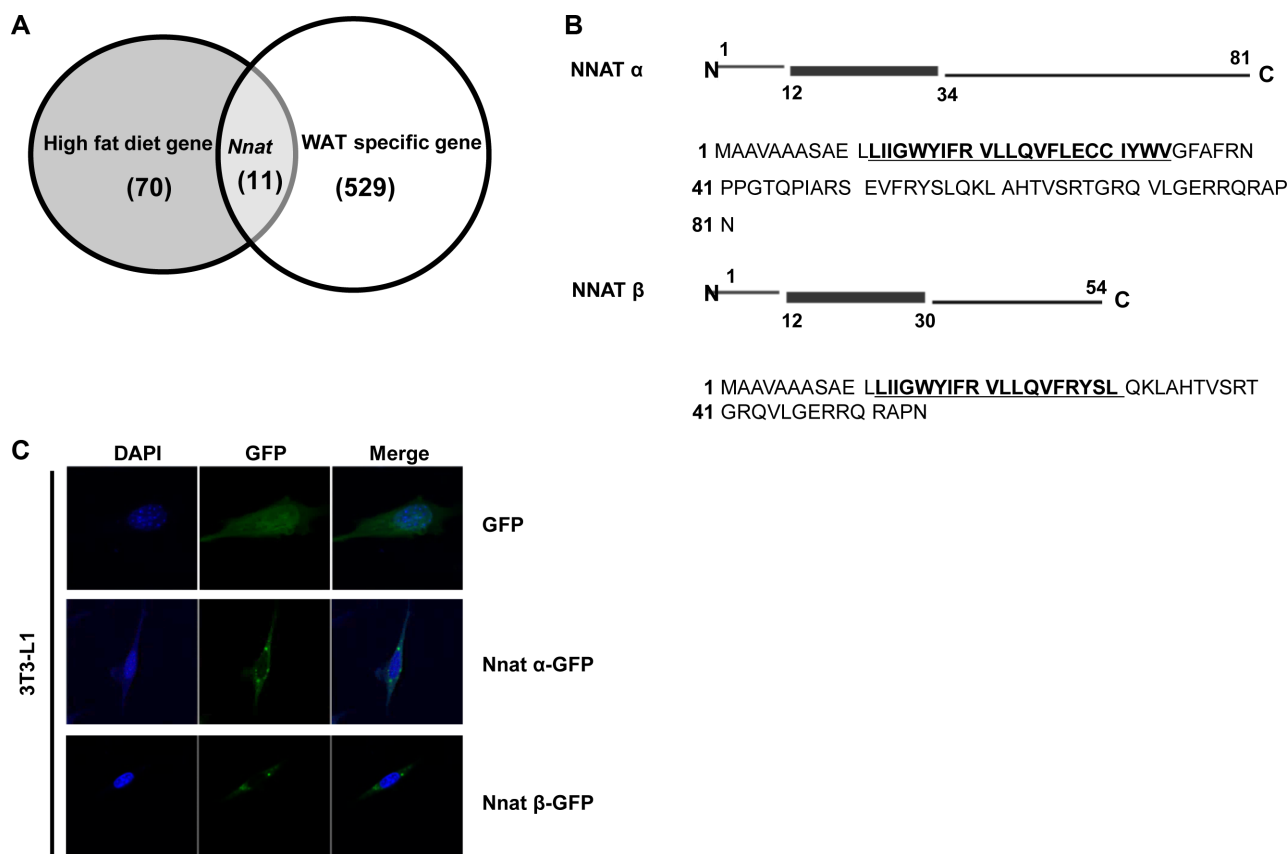 A
High fat diet gene
(70)
Nnat
(11)
WAT specific gene
(529)
B
NNAT α
N
1
12
34
81
C
1 MAAVAAASAE LLIIGWYIFR VLLQVFLECC IYWVGFAFRN
41 PPGTQPIARS EVFRYSLQKL AHTVSRTGRQ VLGERRQRAP
81 N
NNAT β
N
1
12
30
54
C
1 MAAVAAASAE LLIIGWYIFR VLLQVFRYSL QKLAHTVSRT
41 GRQVLGERRQ RAPN
C
DAPI GFP Merge
3T3-L1
GFP
Nnat α-GFP
Nnat β-GFP